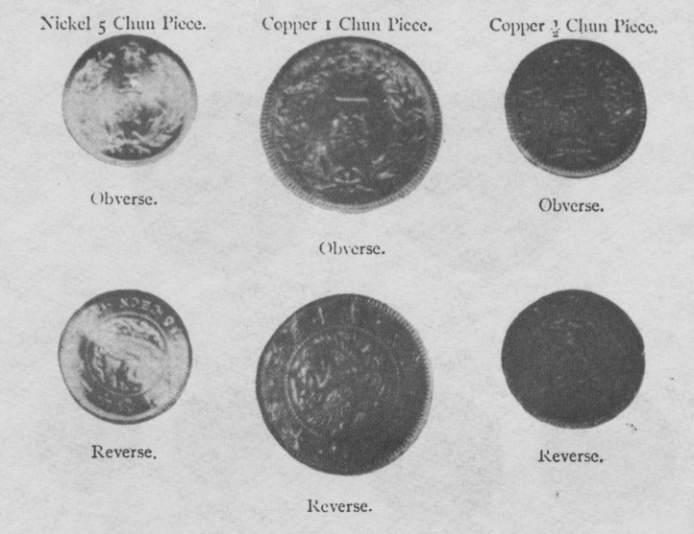 Nickel 5 Chun Piece.
Copper 1 Chun Piece.
Copper ½ Chun Piece.
Obverse.
Obverse.
Obverse.
Reverse.
Reverse.
Reverse.